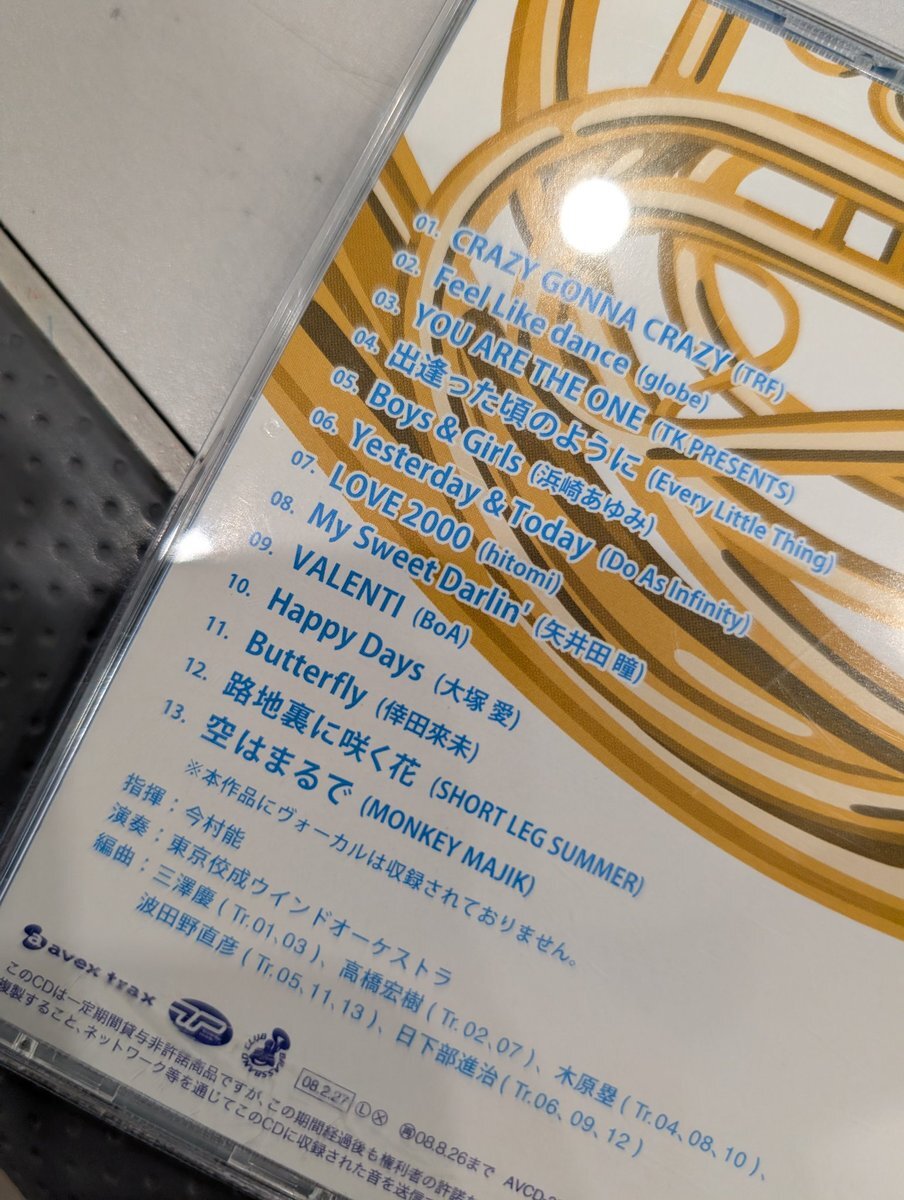 01. CRAZY GONNA CRAZY (TRF)
02. Feel Like dance (globe)
03. YOU ARE THE ONE (TK PRESENTS)
04. 出逢った頃のように (Every Little Thing)
05. Boys & Girls (浜崎あゆみ)
06. Yesterday & Today (Do As Infinity)
07. LOVE 2000 (hitomi)
08. My Sweet Darlin' (矢井田 瞳)
09. VALENTI (BoA)
10. Happy Days (大塚 愛)
11. Butterfly (倖田來未)
12. 路地裏に咲く花 (SHORT LEG SUMMER)
13. 空はまるで (MONKEY MAJIK)
※本作品にヴォーカルは収録されておりません。
指揮；今村能
演奏；東京佼成ウインドオーケストラ
編曲；三澤慶(Tr.01、03)、高橋宏樹(Tr.02、07)、木原塁(Tr.04、08、10)、
波田野直彦(Tr.05、11、13)、日下部進治(Tr.06、09、12)
a avex trax
BRASSBAND CLUB
08.2.27 Ⓛ Ⓧ 再08.8.26まで AVCD-
このCDは一定期間貸与非許諾商品ですが、この期間経過後も権利者の許諾
複製すること、ネットワーク等を通じてこのCDに収録された音を送信